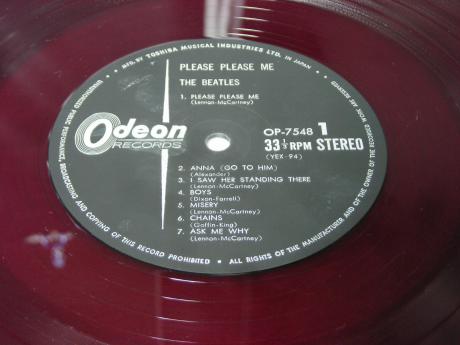 MFG. BY TOSHIBA MUSICAL INDUSTRIES LTD. IN JAPAN
PLEASE PLEASE ME
THE BEATLES
1. PLEASE PLEASE ME
(Lennon-McCartney)
Odeon
RECORDS
OP-7548 1
33⅓ RPM STEREO
(YEX-94)
2. ANNA (GO TO HIM)
(Alexander)
3. I SAW HER STANDING THERE
(Lennon-McCartney)
4. BOYS
(Dixon-Farrell)
5. MISERY
(Lennon-McCartney)
6. CHAINS
(Goffin-King)
7. ASK ME WHY
(Lennon-McCartney)
ALL RIGHTS OF THE MANUFACTURER AND OF THE OWNER OF THE RECORDED WORK ARE RESERVED
UNAUTHORIZED PUBLIC PERFORMANCE, BROADCASTING AND COPYING OF THIS RECORD PROHIBITED